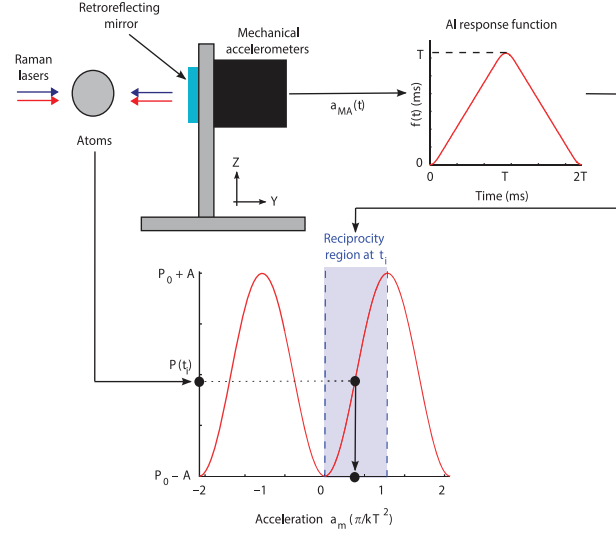 Retroreflecting
mirror
Mechanical
accelerometers
Raman
lasers
Atoms
Z
Y
a_MA(t)
AI response function
T
f(t) (ms)
0
0 T 2T
Time (ms)
Reciprocity
region at t_i
P_0 + A
P(t_i)
P_0 − A
−2 −1 0 1 2
Acceleration a_m (π/kT^2)